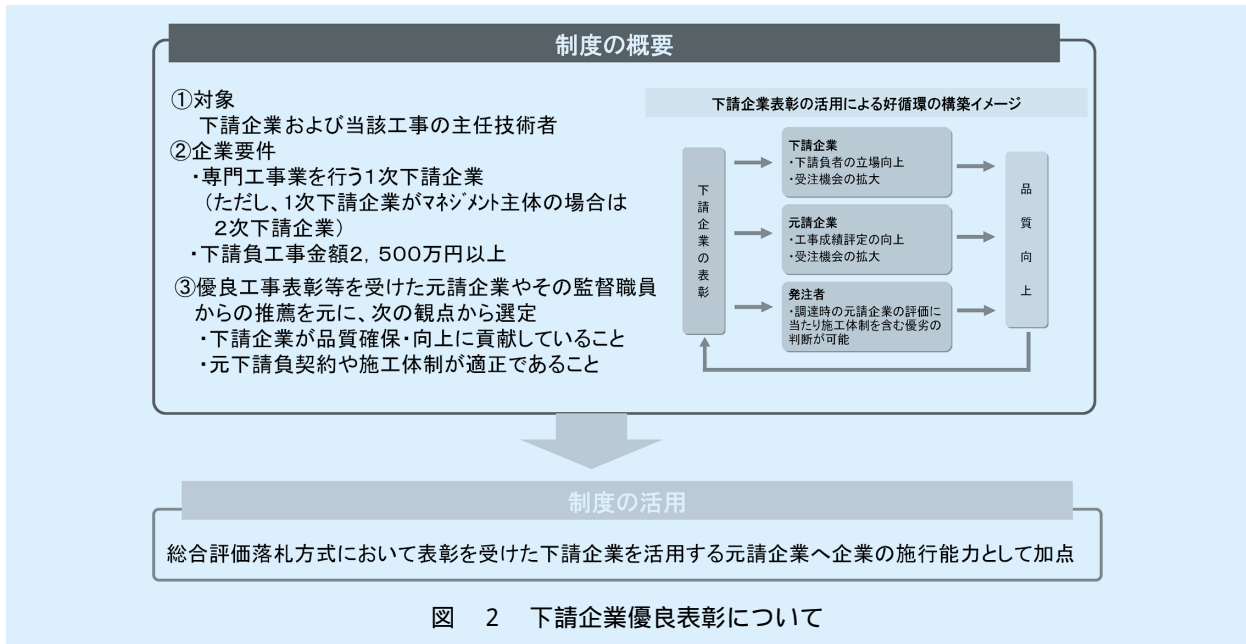 制度の概要
①対象
下請企業および当該工事の主任技術者
②企業要件
・専門工事業を行う1次下請企業
(ただし、1次下請企業がマネジメント主体の場合は
2次下請企業)
・下請負工事金額2,500万円以上
③優良工事表彰等を受けた元請企業やその監督職員
からの推薦を元に、次の観点から選定
・下請企業が品質確保・向上に貢献していること
・元下請負契約や施工体制が適正であること
下請企業表彰の活用による好循環の構築イメージ
下請企業の表彰
下請企業
・下請負者の立場向上
・受注機会の拡大
元請企業
・工事成績評定の向上
・受注機会の拡大
発注者
・調達時の元請企業の評価に
当たり施工体制を含む優劣の
判断が可能
品質向上
制度の活用
総合評価落札方式において表彰を受けた下請企業を活用する元請企業へ企業の施行能力として加点
図 2 下請企業優良表彰について